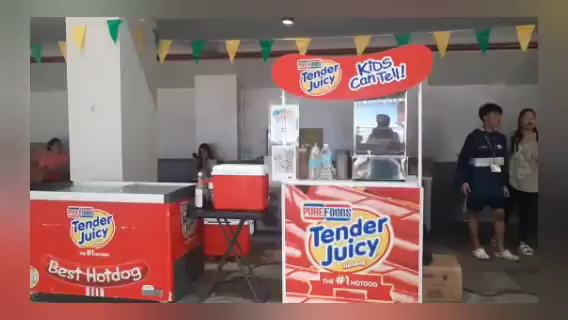 PUREFOODS
Tender
Juicy
KiDS
Can Tell!
PUREFOODS
Tender
Juicy
THE #1 HOTDOG
Best Hotdog
PUREFOODS
Tender
Juicy
THE #1 HOTDOG